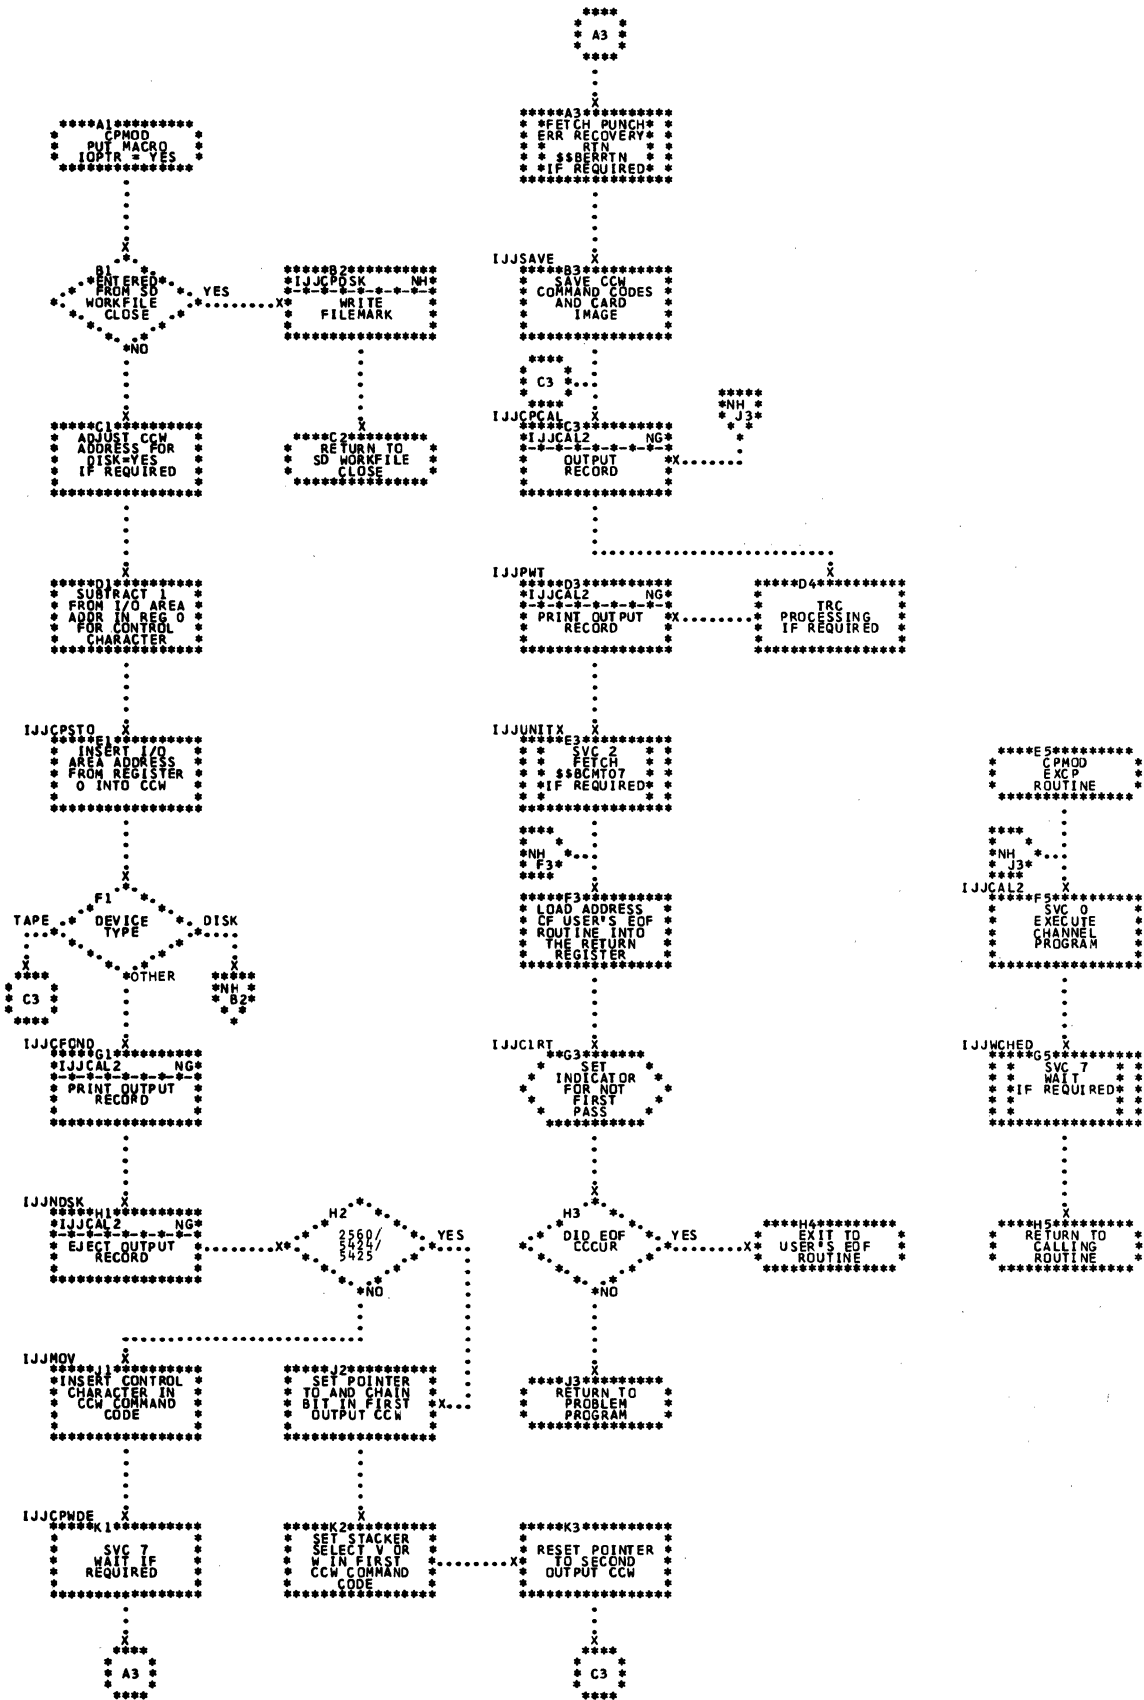 A3
A1
CPMOD
PUT MACRO
IOPTR = YES
A3
FETCH PUNCH
ERR RECOVERY
RTN
$$BERRTN
IF REQUIRED
B1
ENTERED
FROM SD
WORKFILE
CLOSE
YES
NO
B2
IJJCPDSK NH
WRITE
FILEMARK
IJJSAVE
B3
SAVE CCW
COMMAND CODES
AND CARD
IMAGE
C3
NH
J3
C1
ADJUST CCW
ADDRESS FOR
DISK=YES
IF REQUIRED
C2
RETURN TO
SD WORKFILE
CLOSE
IJJCPCAL
C3
IJJCAL2 NG
OUTPUT
RECORD
D1
SUBTRACT 1
FROM I/O AREA
ADDR IN REG 0
FOR CONTROL
CHARACTER
IJJPWT
D3
IJJCAL2 NG
PRINT OUTPUT
RECORD
D4
TRC
PROCESSING
IF REQUIRED
IJJCPSTO
E1
INSERT I/O
AREA ADDRESS
FROM REGISTER
0 INTO CCW
IJJUNITX
E3
SVC 2
FETCH
$$BCMT07
IF REQUIRED
E5
CPMOD
EXCP
ROUTINE
NH
F3
NH
J3
F1
DEVICE
TYPE
TAPE
DISK
OTHER
C3
NH
B2
F3
LOAD ADDRESS
CF USER'S EOF
ROUTINE INTO
THE RETURN
REGISTER
IJJCAL2
F5
SVC 0
EXECUTE
CHANNEL
PROGRAM
IJJCFOND
G1
IJJCAL2 NG
PRINT OUTPUT
RECORD
IJJC1RT
G3
SET
INDICATOR
FOR NOT
FIRST
PASS
IJJWCHED
G5
SVC 7
WAIT
IF REQUIRED
IJJNDSK
H1
IJJCAL2 NG
EJECT OUTPUT
RECORD
H2
2560/
5424/
5425
YES
NO
H3
DID EOF
CCCUR
YES
NO
H4
EXIT TO
USER'S EOF
ROUTINE
H5
RETURN TO
CALLING
ROUTINE
IJJMOV
J1
INSERT CONTROL
CHARACTER IN
CCW COMMAND
CODE
J2
SET POINTER
TO AND CHAIN
BIT IN FIRST
OUTPUT CCW
J3
RETURN TO
PROBLEM
PROGRAM
IJJCPWDE
K1
SVC 7
WAIT IF
REQUIRED
K2
SET STACKER
SELECT V OR
W IN FIRST
CCW COMMAND
CODE
K3
RESET POINTER
TO SECOND
OUTPUT CCW
A3
C3